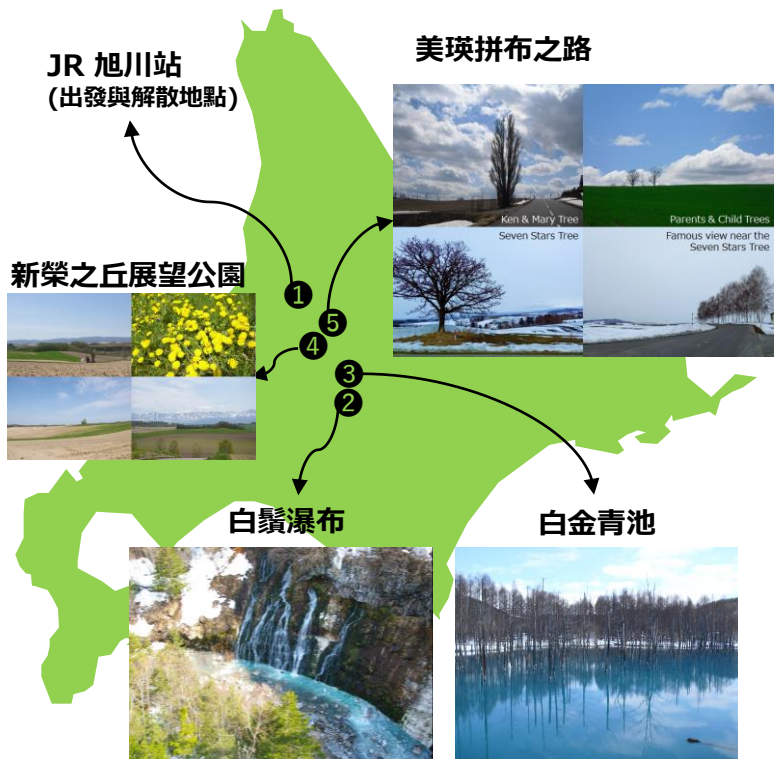 JR 旭川站
(出發與解散地點)
美瑛拼布之路
Ken & Mary Tree
Parents & Child Trees
Seven Stars Tree
Famous view near the
Seven Stars Tree
新榮之丘展望公園
1
5
4
3
2
白鬚瀑布
白金青池